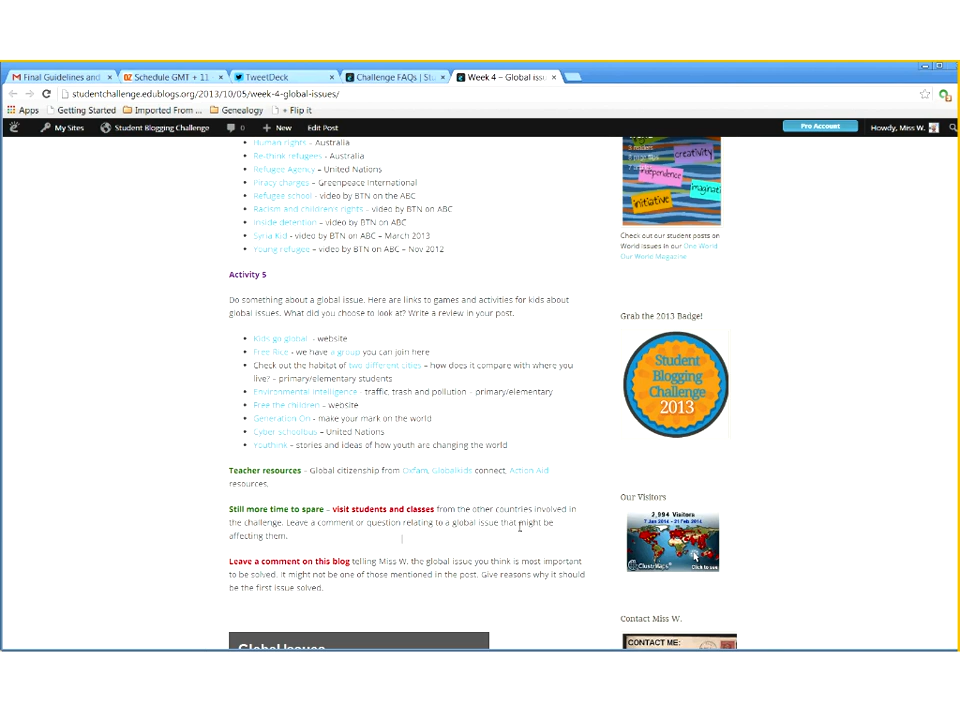 Final Guidelines and
Schedule GMT + 11
TweetDeck
Challenge FAQs | Stu
Week 4 – Global issu
studentchallenge.edublogs.org/2013/10/05/week-4-global-issues/
Apps Getting Started Imported From ... Genealogy + Flip it
My Sites Student Blogging Challenge 0 + New Edit Post Pro Account Howdy, Miss W.
Human rights – Australia
Re-think refugees - Australia
Refugee Agency – United Nations
Piracy charges – Greenpeace International
Refugee school - video by BTN on the ABC
Racism and children's rights – video by BTN on ABC
Inside detention – video by BTN on ABC
Syria Kid - video by BTN on ABC – March 2013
Young refugee – video by BTN on ABC – Nov 2012
Activity 5
Do something about a global issue. Here are links to games and activities for kids about
global issues. What did you choose to look at? Write a review in your post.
Kids go global - website
Free Rice - we have a group you can join here
Check out the habitat of two different cities – how does it compare with where you
live? – primary/elementary students
Environmental intelligence - traffic, trash and pollution - primary/elementary
Free the children – website
Generation On - make your mark on the world
Cyber schoolbus – United Nations
Youthink – stories and ideas of how youth are changing the world
Teacher resources – Global citizenship from Oxfam, Globalkids connect, Action Aid
resources,
Still more time to spare – visit students and classes from the other countries involved in
the challenge. Leave a comment or question relating to a global issue that might be
affecting them.
Leave a comment on this blog telling Miss W. the global issue you think is most important
to be solved. It might not be one of those mentioned in the post. Give reasons why it should
be the first issue solved.
Global Issues
creativity
independence
imaginat
initiative
Check out our student posts on
World issues in our One World
Our World Magazine
Grab the 2013 Badge!
Student
Blogging
Challenge
2013
Our Visitors
2,994 Visitors
7 Jan 2014 - 21 Feb 2014
ClustrMaps
Click to see
Contact Miss W.
CONTACT ME: